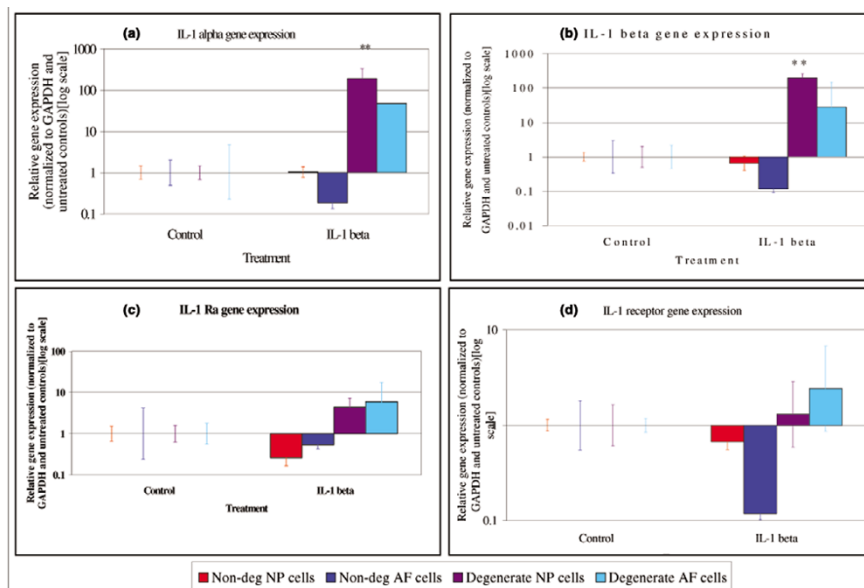 (a)
IL-1 alpha gene expression
Relative gene expression
(normalized to GAPDH and
untreated controls)[log scale]
1000
100
10
1
0.1
**
Control
IL-1 beta
Treatment
(b)
IL-1 beta gene expression
Relative gene expression (normalized to
GAPDH and untreated controls)[log scale]
1000
100
10
1
0.1
0.01
**
Control
IL-1 beta
Treatment
(c)
IL-1 Ra gene expression
Relative gene expression (normalized to
GAPDH and untreated controls)[log scale]
100
10
1
0.1
Control
IL-1 beta
Treatment
(d)
IL-1 receptor gene expression
Relative gene expression (normalized to
GAPDH and untreated controls)[log
scale]
10
0.1
Control
IL-1 beta
Non-deg NP cells
Non-deg AF cells
Degenerate NP cells
Degenerate AF cells